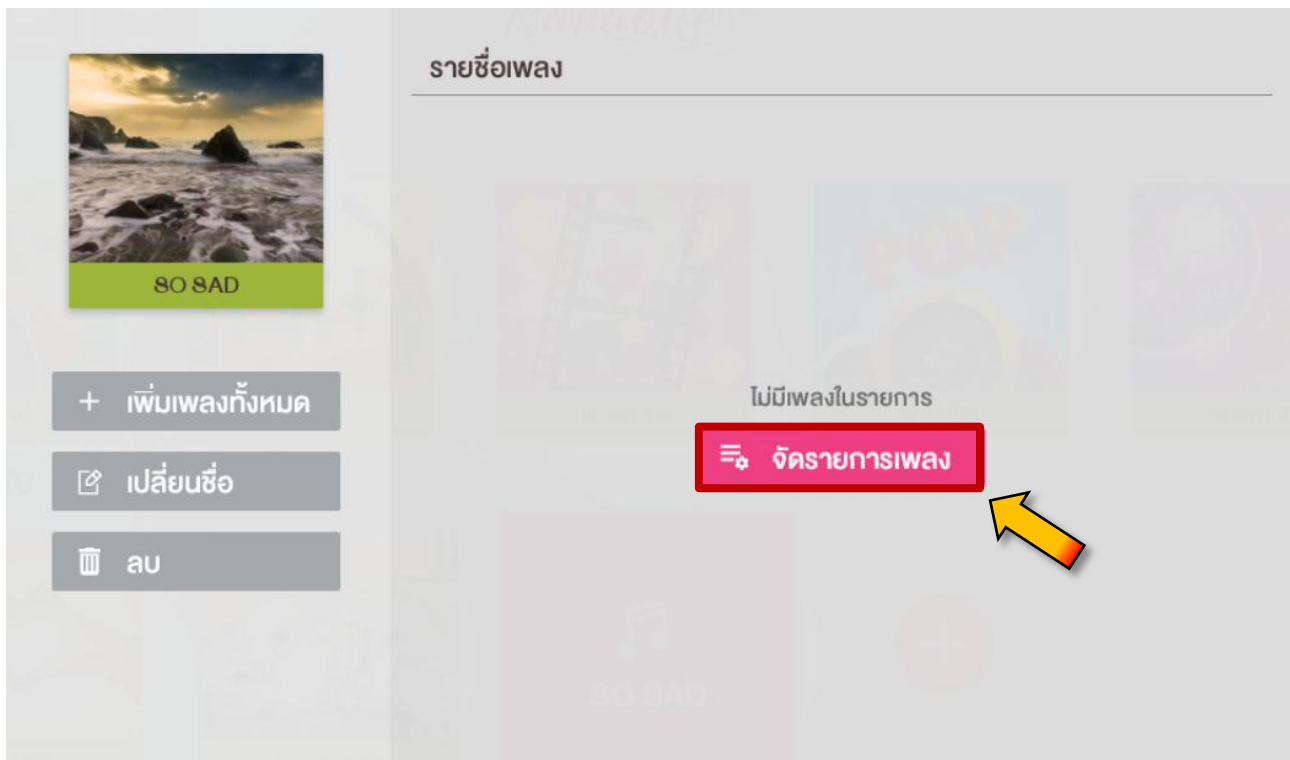 Karaoke
รายชื่อเพลง
SO SAD
เพิ่มเพลงทั้งหมด
เปลี่ยนชื่อ
ลบ
ไม่มีเพลงในรายการ
จัดรายการเพลง
SO SAD